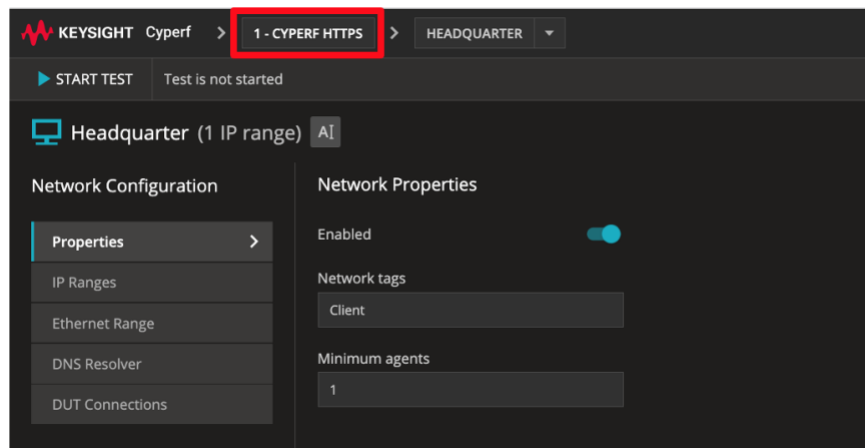 KEYSIGHT Cyperf > 1 - CYPERF HTTPS > HEADQUARTER
START TEST Test is not started
Headquarter (1 IP range) AI
Network Configuration
Properties
IP Ranges
Ethernet Range
DNS Resolver
DUT Connections
Network Properties
Enabled
Network tags
Client
Minimum agents
1